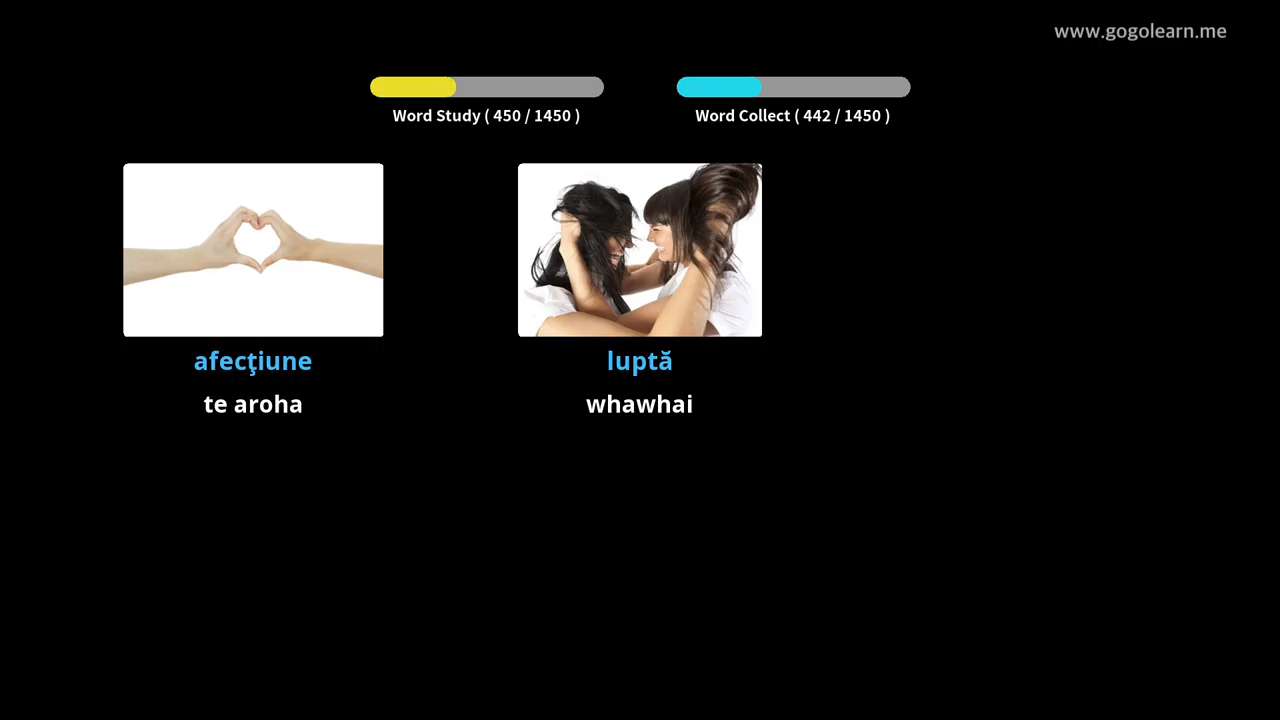 www.gogolearn.me
Word Study ( 450 / 1450 )
Word Collect ( 442 / 1450 )
afecţiune
te aroha
luptă
whawhai